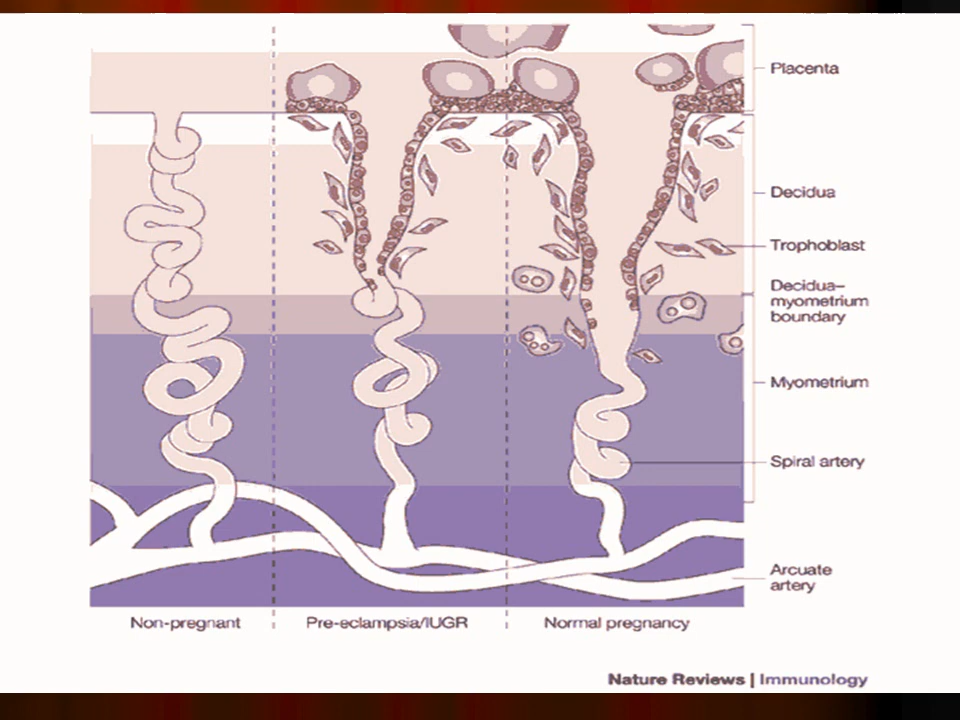 Placenta
Decidua
Trophoblast
Decidua–
myometrium
boundary
Myometrium
Spiral artery
Arcuate
artery
Non-pregnant
Pre-eclampsia/IUGR
Normal pregnancy
Nature Reviews | Immunology